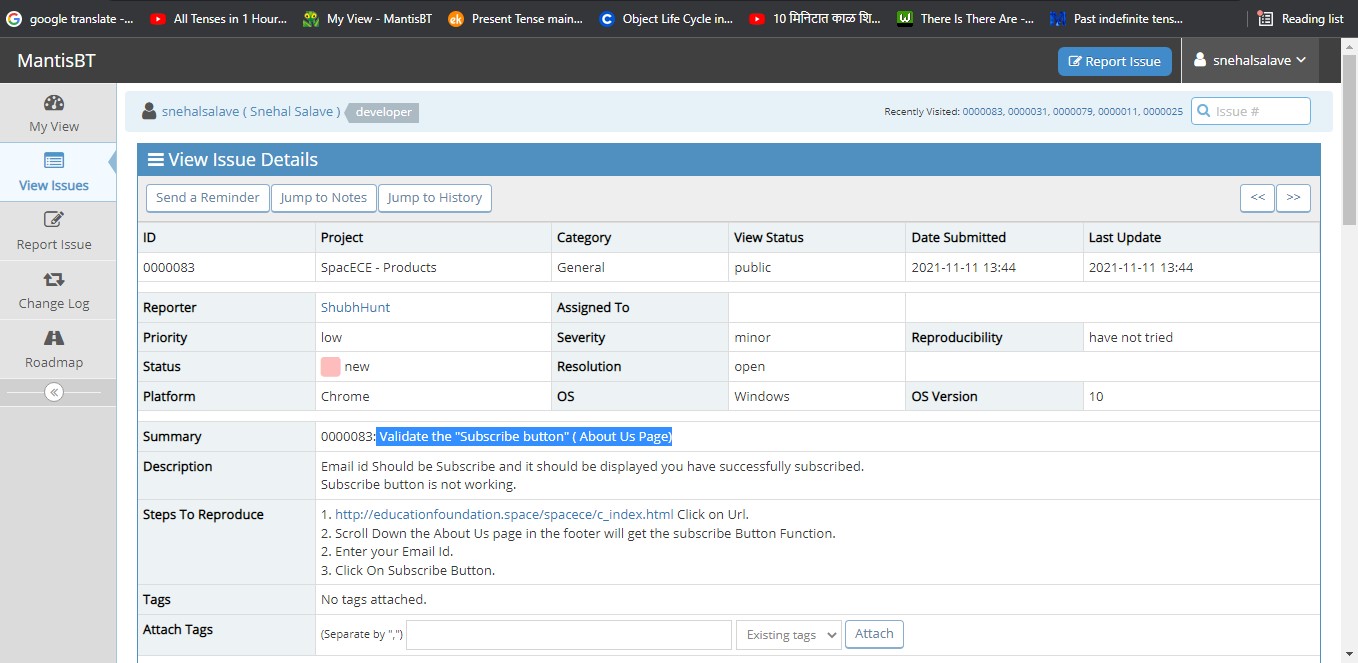 google translate -... All Tenses in 1 Hour... My View - MantisBT Present Tense main... Object Life Cycle in... 10 मिनिटात काळ शि... There Is There Are -... Past indefinite tens... Reading list
MantisBT Report Issue snehalsalave
My View
View Issues
Report Issue
Change Log
Roadmap
snehalsalave ( Snehal Salave ) developer Recently Visited: 0000083, 0000031, 0000079, 0000011, 0000025 Issue #
View Issue Details
Send a Reminder Jump to Notes Jump to History << >>
ID Project Category View Status Date Submitted Last Update
0000083 SpacECE - Products General public 2021-11-11 13:44 2021-11-11 13:44
Reporter ShubhHunt Assigned To
Priority low Severity minor Reproducibility have not tried
Status new Resolution open
Platform Chrome OS Windows OS Version 10
Summary 0000083: Validate the "Subscribe button" ( About Us Page)
Description Email id Should be Subscribe and it should be displayed you have successfully subscribed.
Subscribe button is not working.
Steps To Reproduce 1. http://educationfoundation.space/spacece/c_index.html Click on Url.
2. Scroll Down the About Us page in the footer will get the subscribe Button Function.
2. Enter your Email Id.
3. Click On Subscribe Button.
Tags No tags attached.
Attach Tags (Separate by ",") Existing tags Attach